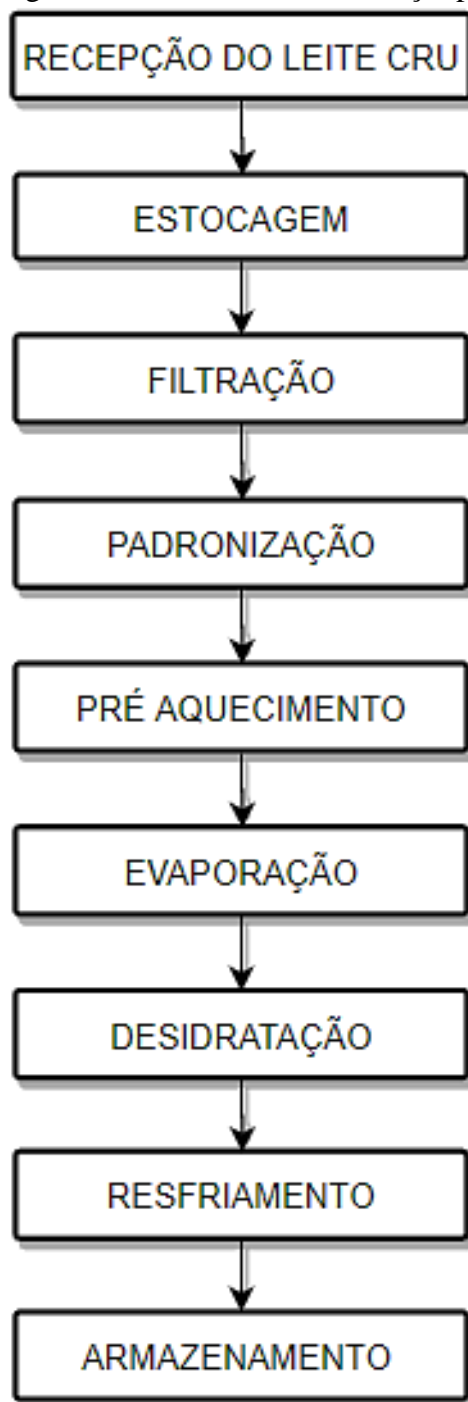 RECEPÇÃO DO LEITE CRU
ESTOCAGEM
FILTRAÇÃO
PADRONIZAÇÃO
PRÉ AQUECIMENTO
EVAPORAÇÃO
DESIDRATAÇÃO
RESFRIAMENTO
ARMAZENAMENTO